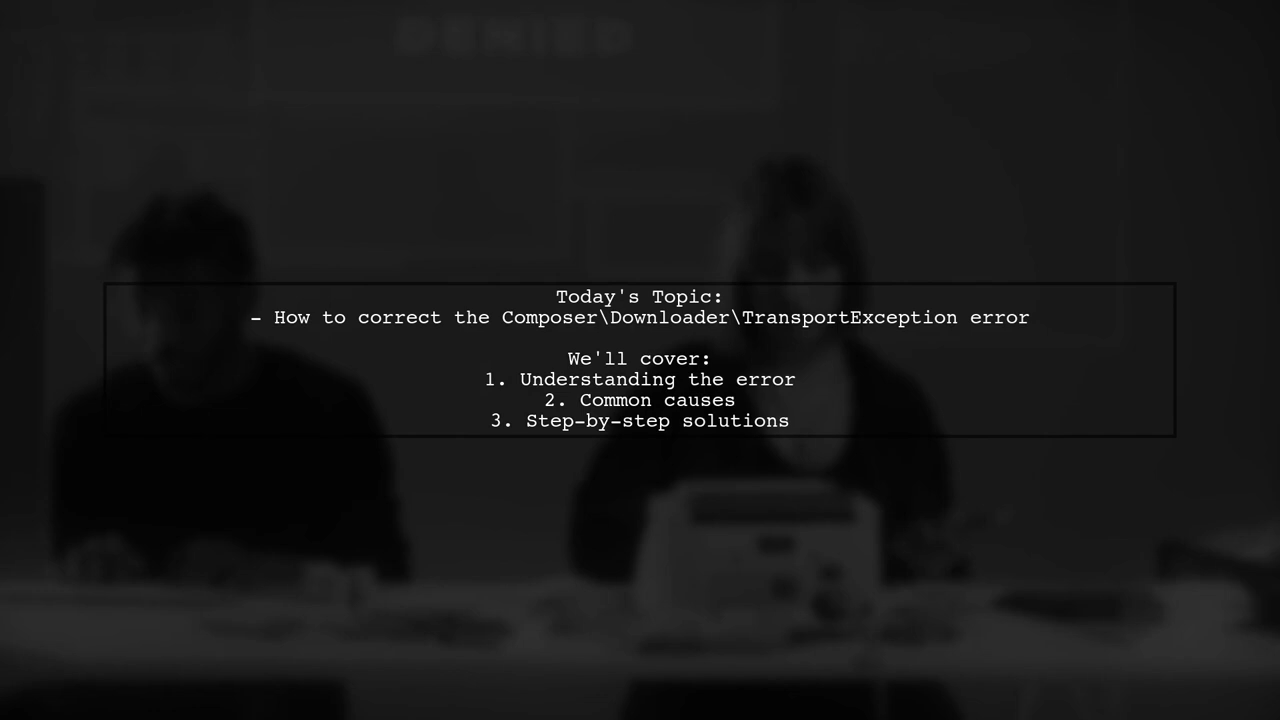 Today's Topic:
- How to correct the Composer\Downloader\TransportException error
We'll cover:
1. Understanding the error
2. Common causes
3. Step-by-step solutions